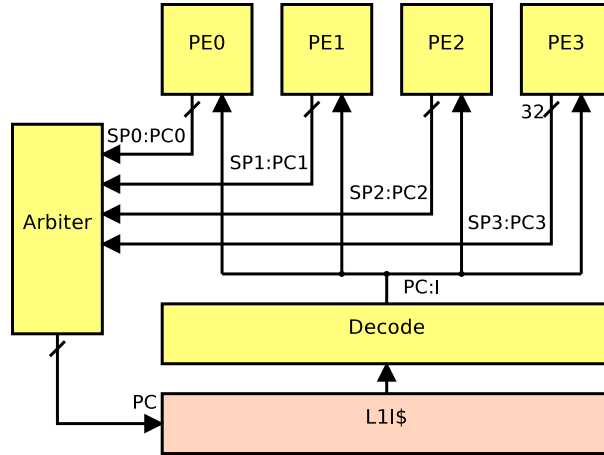 PE0 PE1 PE2 PE3
32
SP0:PC0
SP1:PC1
SP2:PC2
SP3:PC3
Arbiter
PC:I
Decode
PC
L1I$